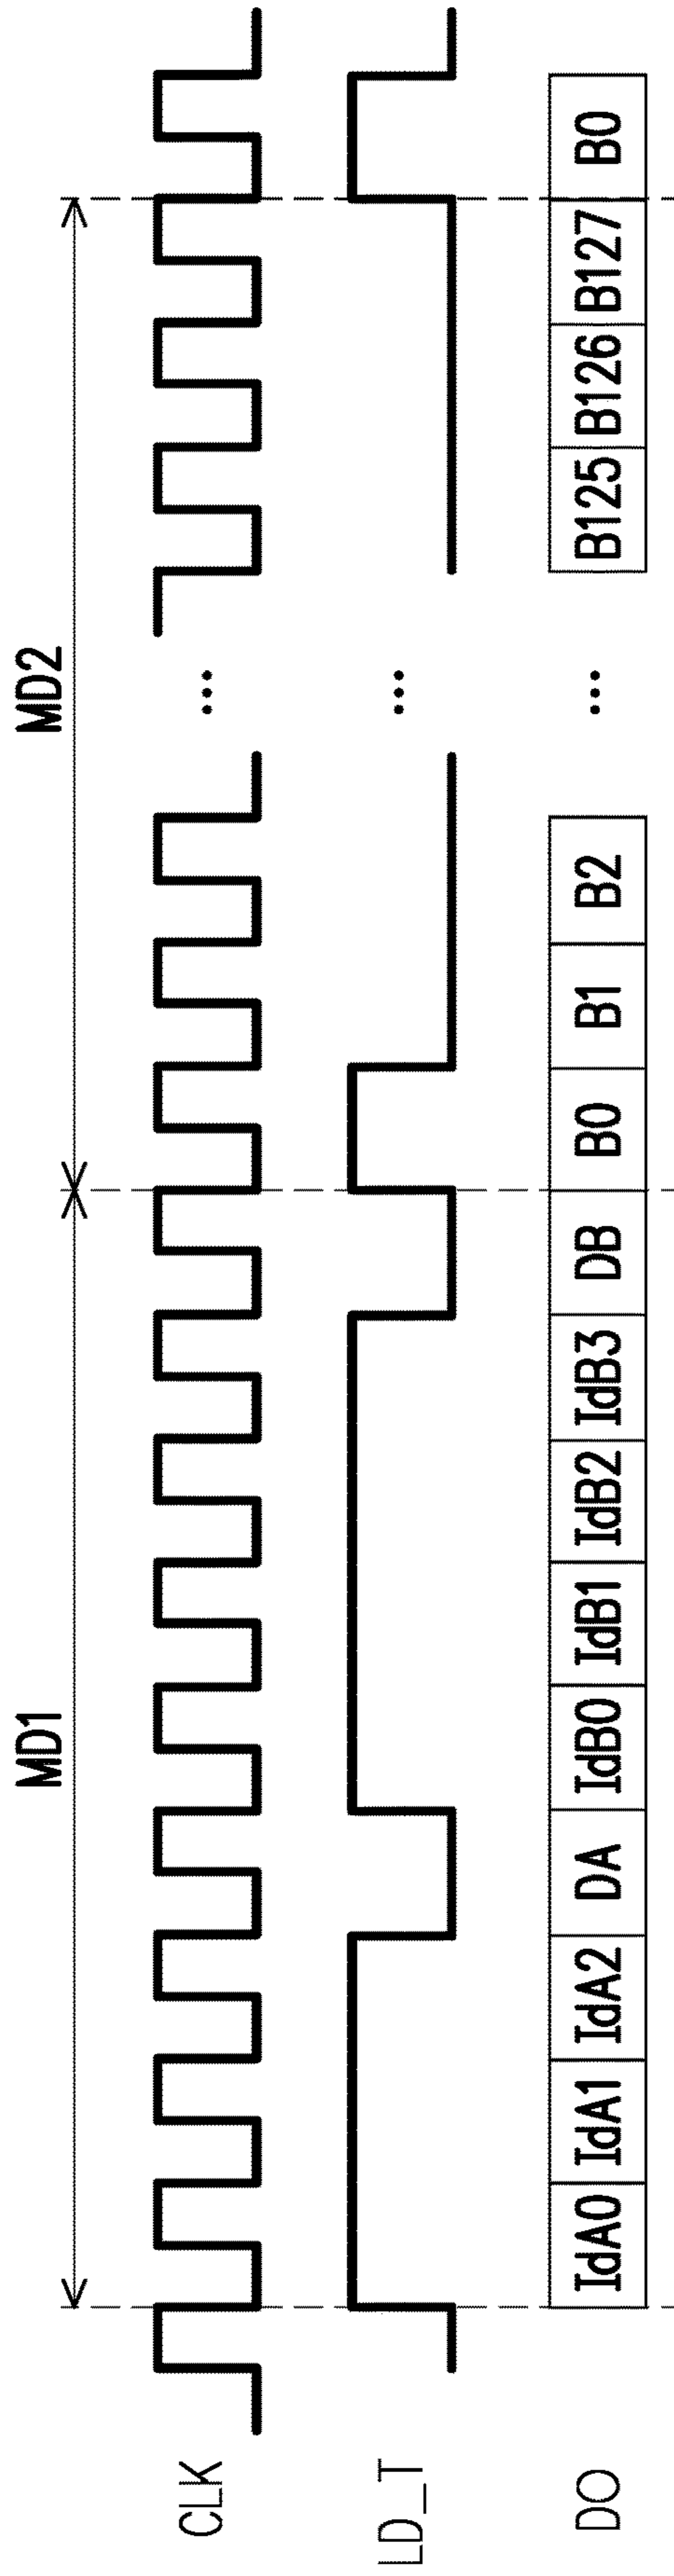 MD1 MD2
CLK ...
LD_T ...
DO IdA0 IdA1 IdA2 DA IdB0 IdB1 IdB2 IdB3 DB B0 B1 B2 ... B125 B126 B127 B0